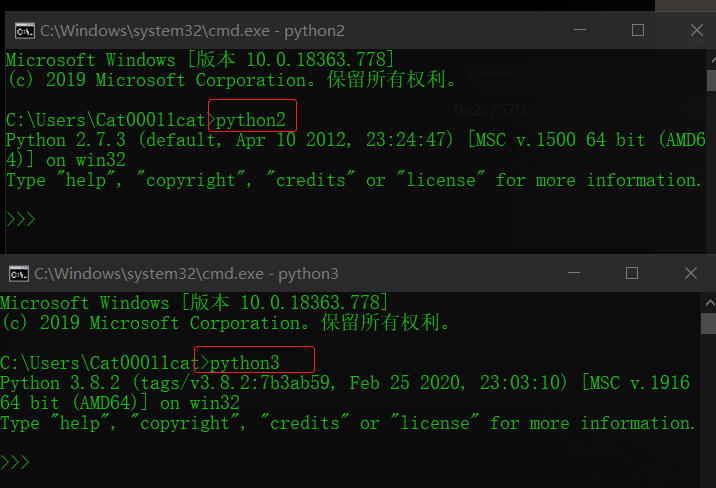 C:\Windows\system32\cmd.exe - python2
Microsoft Windows [版本 10.0.18363.778]
(c) 2019 Microsoft Corporation。保留所有权利。
0e2c7570...
C:\Users\Cat00011cat>python2
Python 2.7.3 (default, Apr 10 2012, 23:24:47) [MSC v.1500 64 bit (AMD6
4)] on win32
Type "help", "copyright", "credits" or "license" for more information.
>>>
C:\Windows\system32\cmd.exe - python3
Microsoft Windows [版本 10.0.18363.778]
(c) 2019 Microsoft Corporation。保留所有权利。
C:\Users\Cat00011cat>python3
Python 3.8.2 (tags/v3.8.2:7b3ab59, Feb 25 2020, 23:03:10) [MSC v.1916
64 bit (AMD64)] on win32
Type "help", "copyright", "credits" or "license" for more information.
>>>